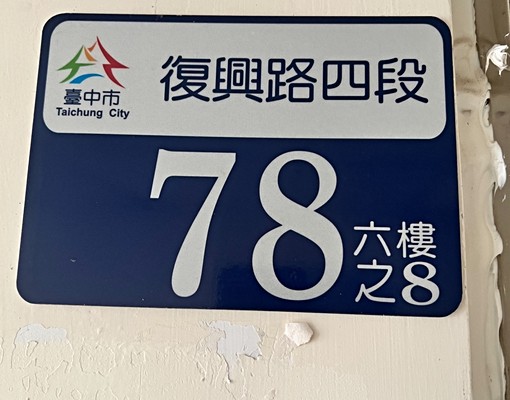 臺中市
Taichung City
復興路四段
78
六樓
之8